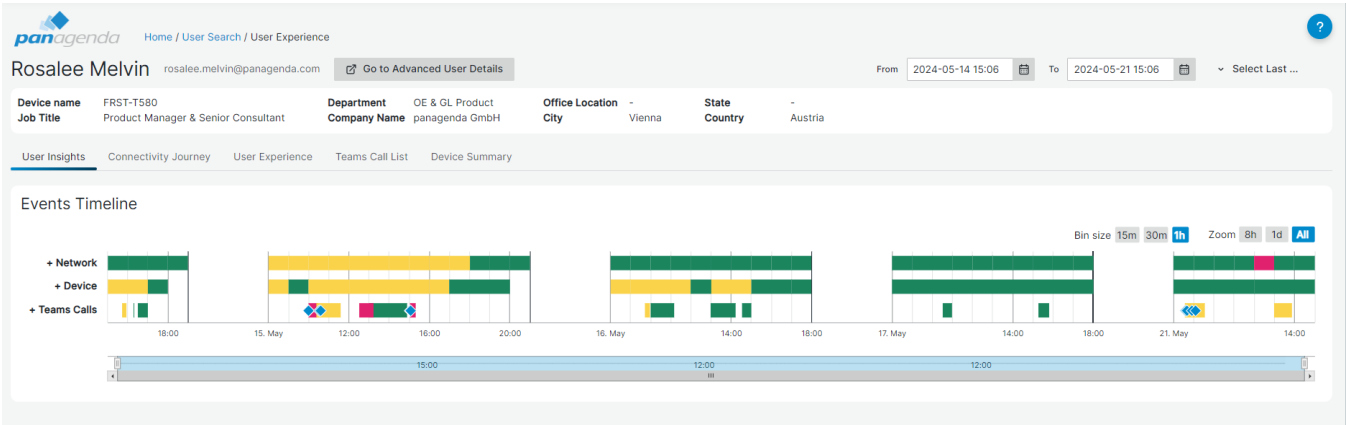 panagenda Home / User Search / User Experience ?
Rosalee Melvin rosalee.melvin@panagenda.com Go to Advanced User Details From 2024-05-14 15:06 To 2024-05-21 15:06 Select Last ...
Device name FRST-T580 Department OE & GL Product Office Location - State -
Job Title Product Manager & Senior Consultant Company Name panagenda GmbH City Vienna Country Austria
User Insights Connectivity Journey User Experience Teams Call List Device Summary
Events Timeline
Bin size 15m 30m 1h Zoom 8h 1d All
+ Network
+ Device
+ Teams Calls
18:00 15. May 12:00 16:00 20:00 16. May 14:00 18:00 17. May 14:00 18:00 21. May 14:00
15:00 12:00 12:00